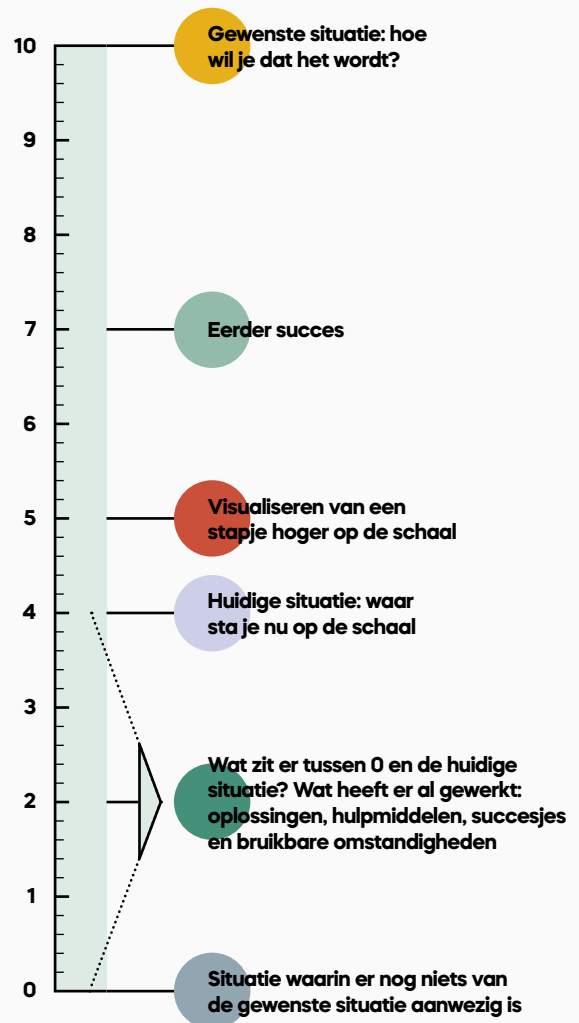 10
Gewenste situatie: hoe
wil je dat het wordt?
9
8
7
Eerder succes
6
5
Visualiseren van een
stapje hoger op de schaal
4
Huidige situatie: waar
sta je nu op de schaal
3
2
Wat zit er tussen 0 en de huidige
situatie? Wat heeft er al gewerkt:
oplossingen, hulpmiddelen, succesjes
en bruikbare omstandigheden
1
0
Situatie waarin er nog niets van
de gewenste situatie aanwezig is